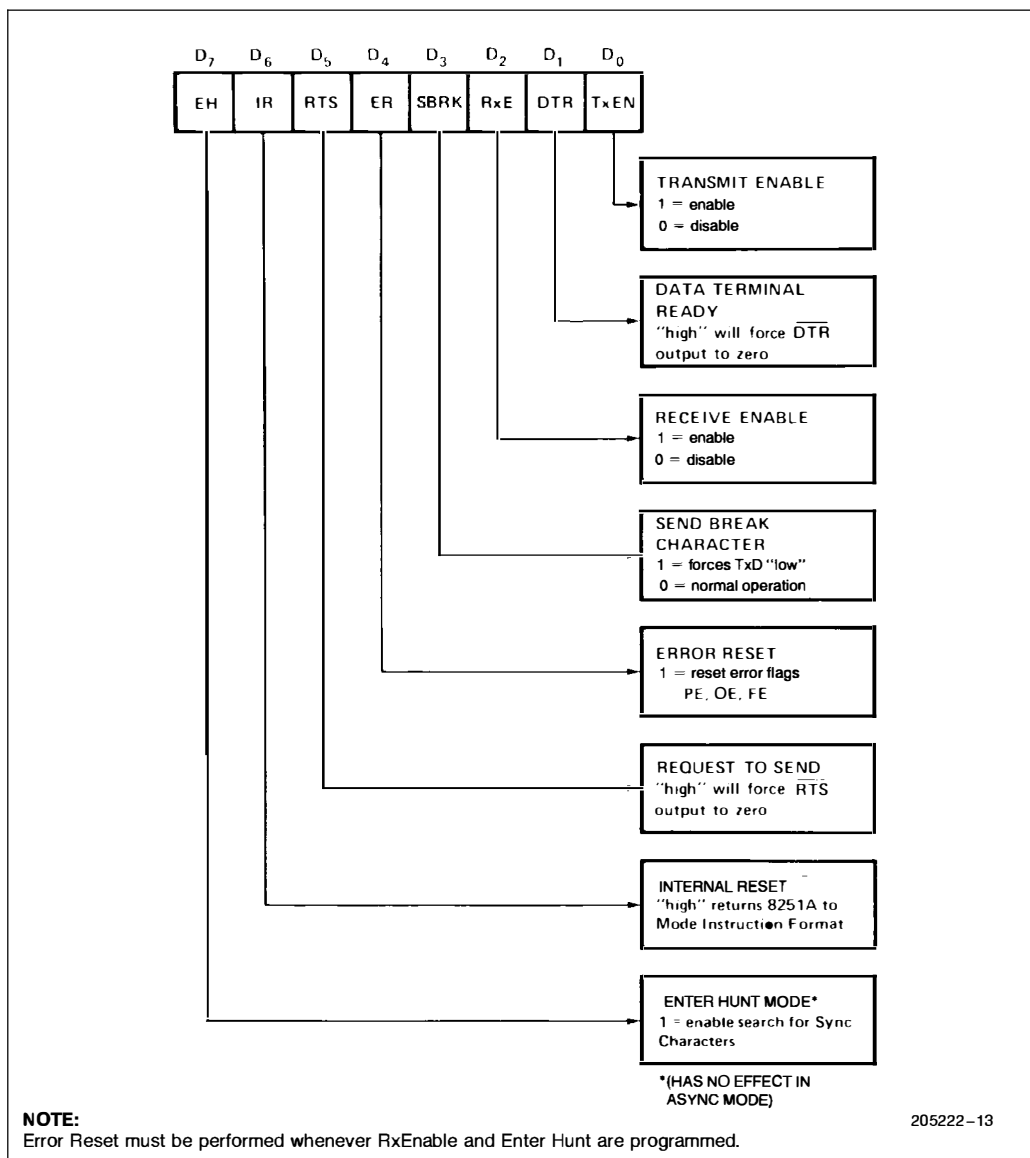 D7 D6 D5 D4 D3 D2 D1 D0
EH IR RTS ER SBRK RxE DTR TxEN
TRANSMIT ENABLE
1 = enable
0 = disable
DATA TERMINAL
READY
"high" will force D̅T̅R̅
output to zero
RECEIVE ENABLE
1 = enable
0 = disable
SEND BREAK
CHARACTER
1 = forces TxD "low"
0 = normal operation
ERROR RESET
1 = reset error flags
PE, OE, FE
REQUEST TO SEND
"high" will force R̅T̅S̅
output to zero
INTERNAL RESET
"high" returns 8251A to
Mode Instruction Format
ENTER HUNT MODE*
1 = enable search for Sync
Characters
*(HAS NO EFFECT IN
ASYNC MODE)
NOTE:
205222–13
Error Reset must be performed whenever RxEnable and Enter Hunt are programmed.